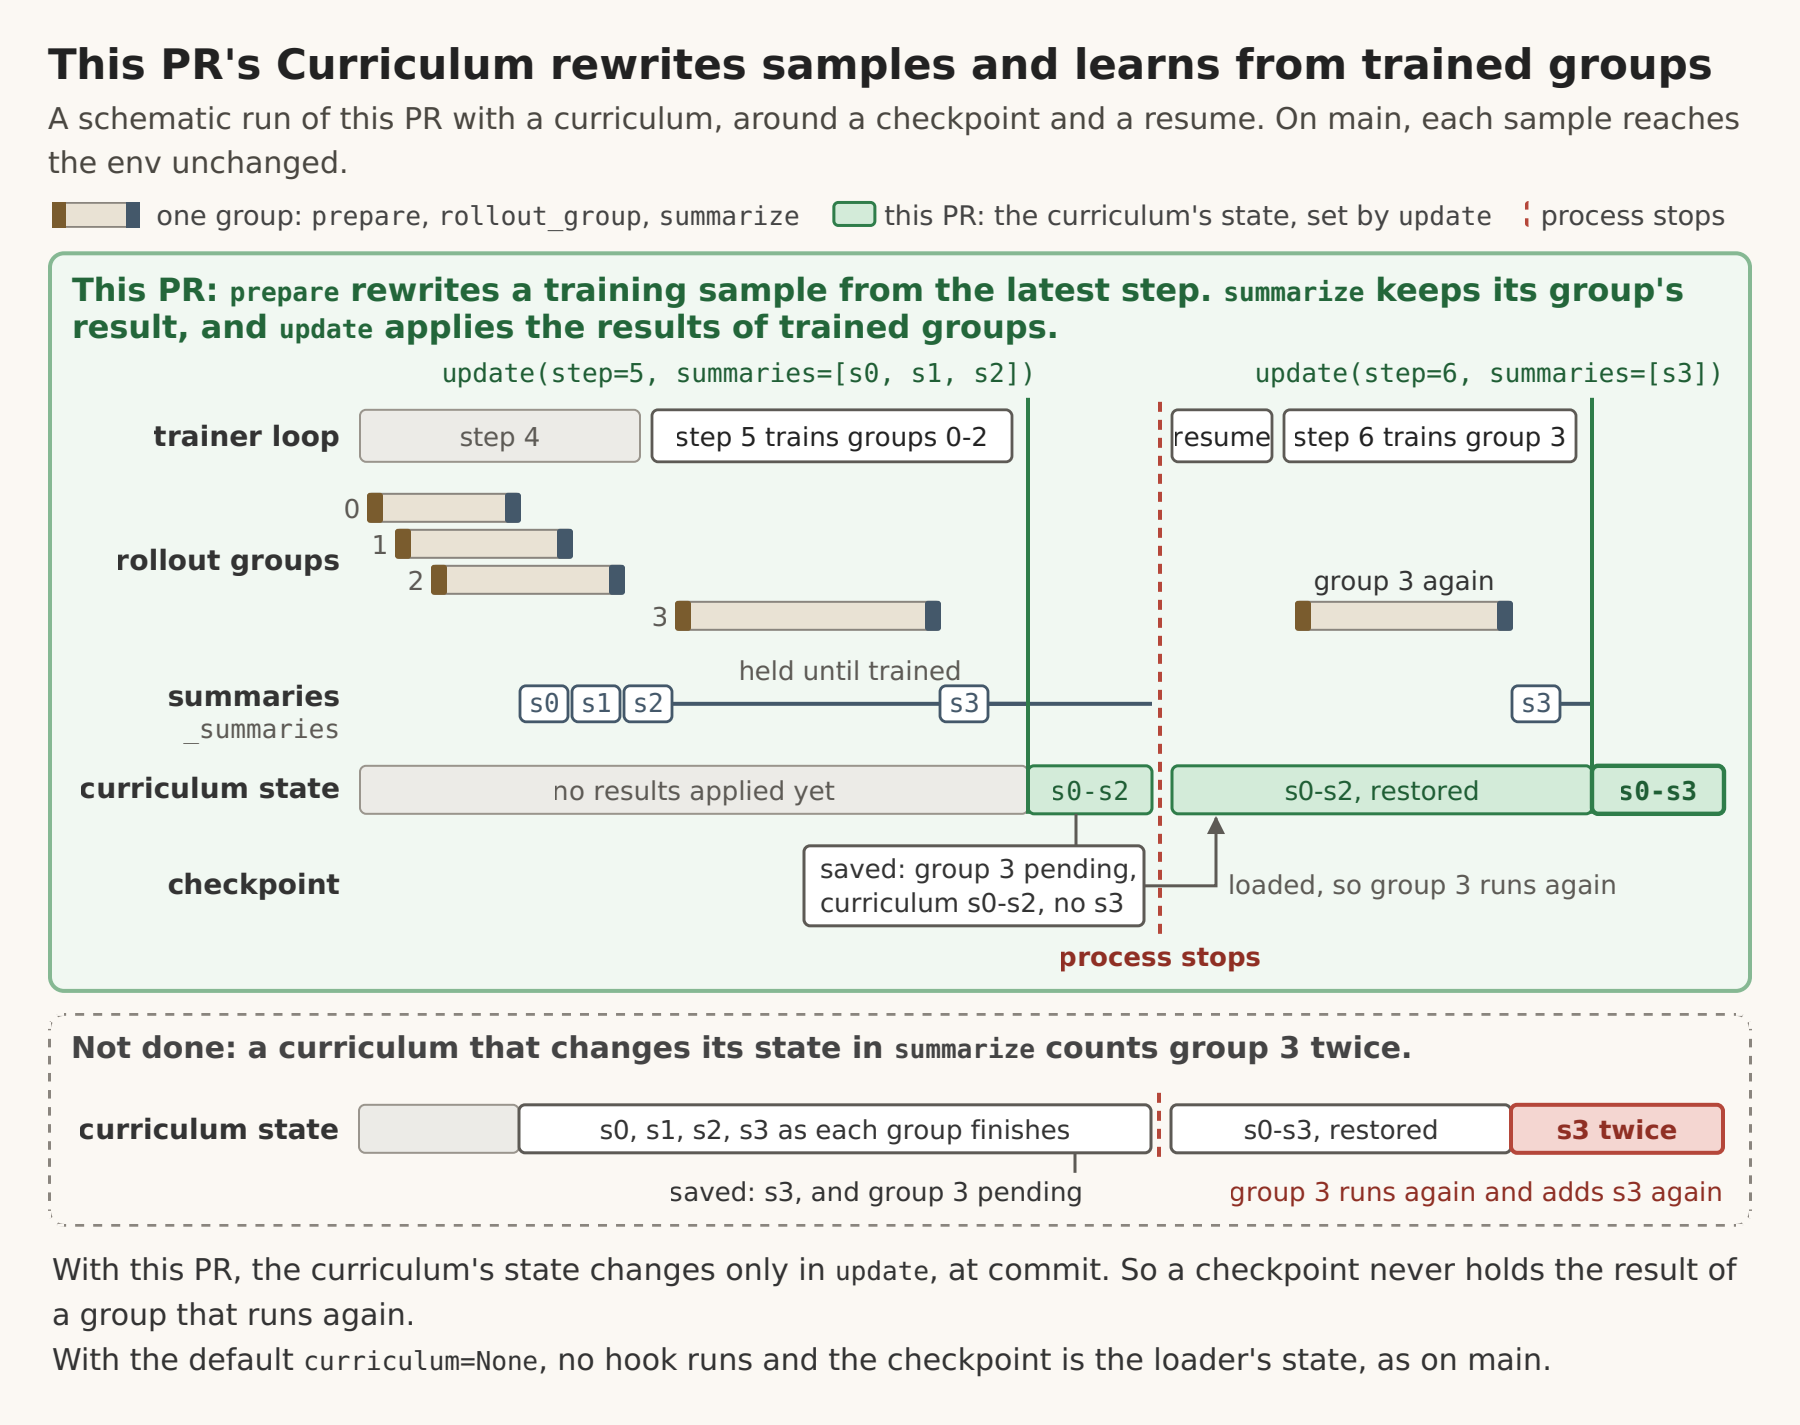 This PR's Curriculum rewrites samples and learns from trained groups
A schematic run of this PR with a curriculum, around a checkpoint and a resume. On main, each sample reaches
the env unchanged.
one group: prepare, rollout_group, summarize
this PR: the curriculum's state, set by update
process stops
This PR: prepare rewrites a training sample from the latest step. summarize keeps its group's
result, and update applies the results of trained groups.
update(step=5, summaries=[s0, s1, s2])
update(step=6, summaries=[s3])
trainer loop
step 4
step 5 trains groups 0-2
resume
step 6 trains group 3
rollout groups
0
1
2
3
group 3 again
held until trained
summaries
_summaries
s0
s1
s2
s3
s3
curriculum state
no results applied yet
s0-s2
s0-s2, restored
s0-s3
checkpoint
saved: group 3 pending,
curriculum s0-s2, no s3
loaded, so group 3 runs again
process stops
Not done: a curriculum that changes its state in summarize counts group 3 twice.
curriculum state
s0, s1, s2, s3 as each group finishes
s0-s3, restored
s3 twice
saved: s3, and group 3 pending
group 3 runs again and adds s3 again
With this PR, the curriculum's state changes only in update, at commit. So a checkpoint never holds the result of
a group that runs again.
With the default curriculum=None, no hook runs and the checkpoint is the loader's state, as on main.